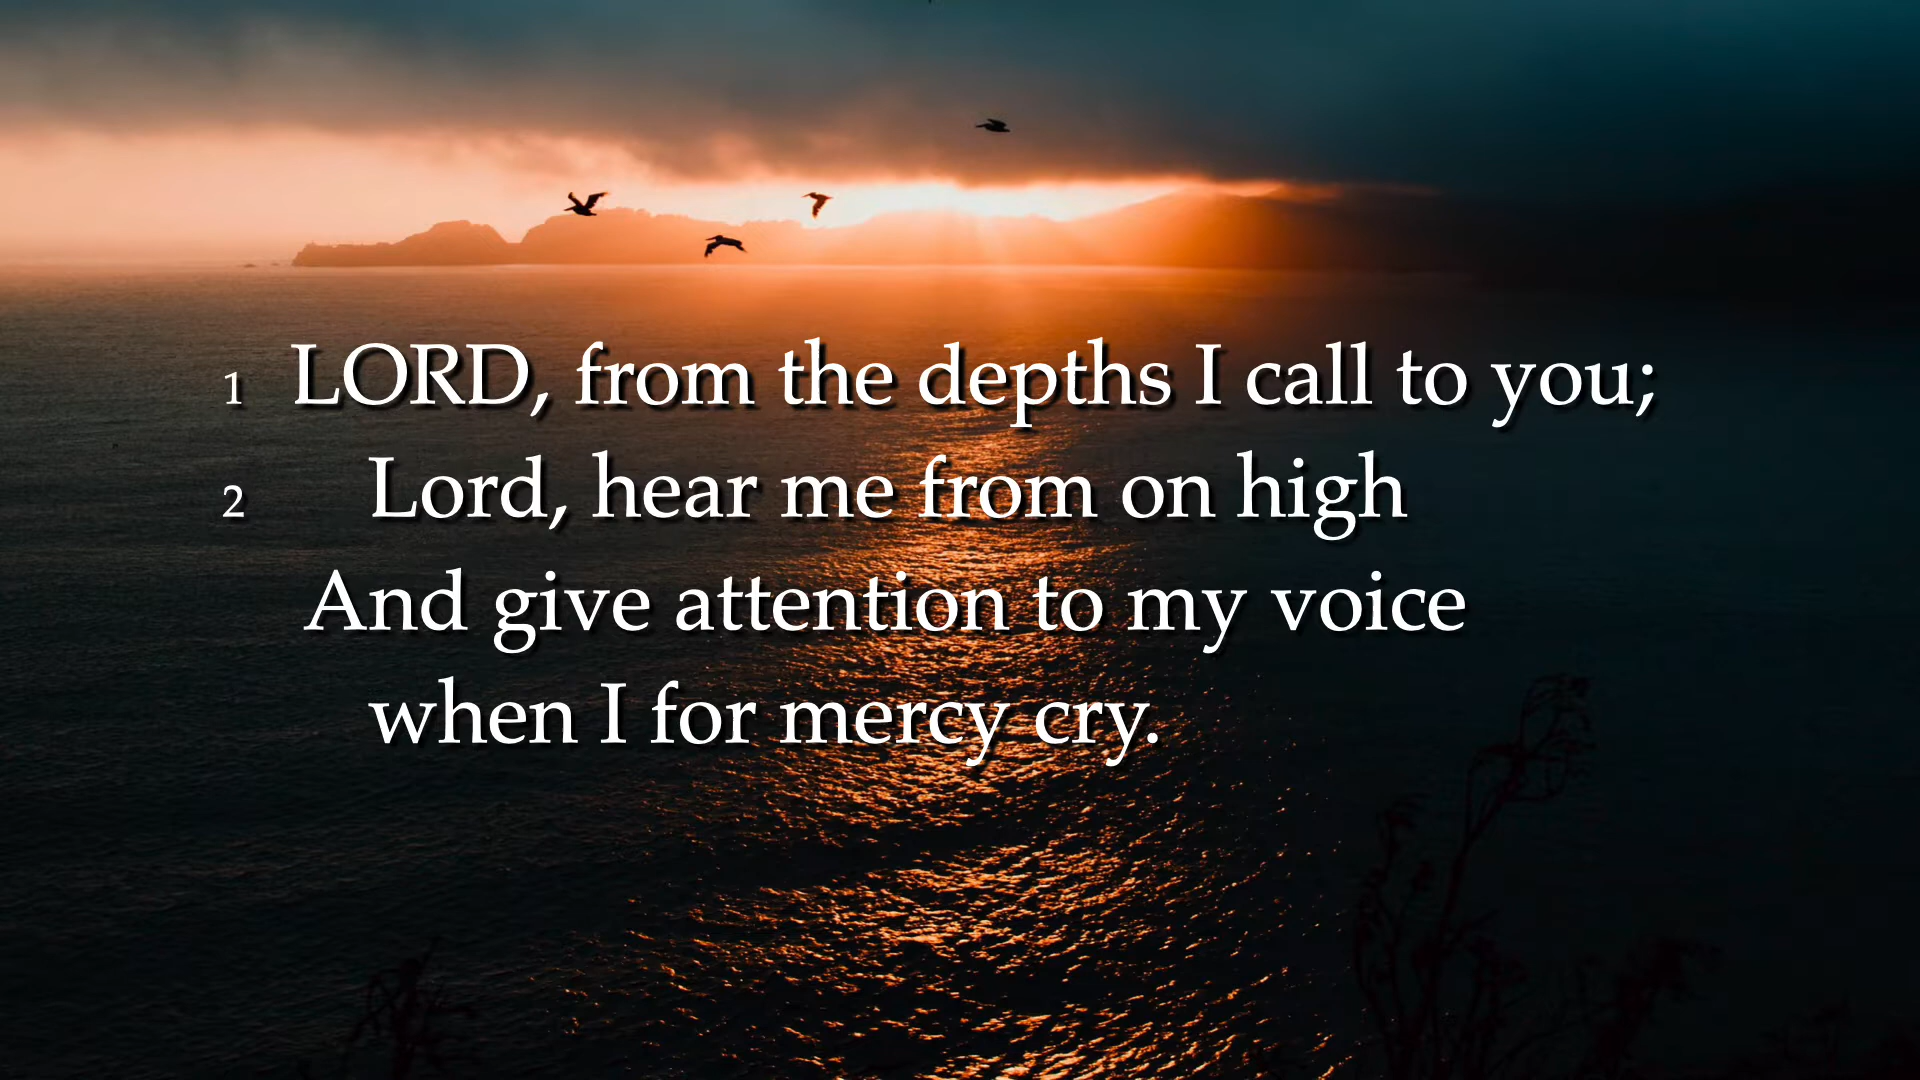 1 LORD, from the depths I call to you;
2 Lord, hear me from on high
And give attention to my voice
when I for mercy cry.